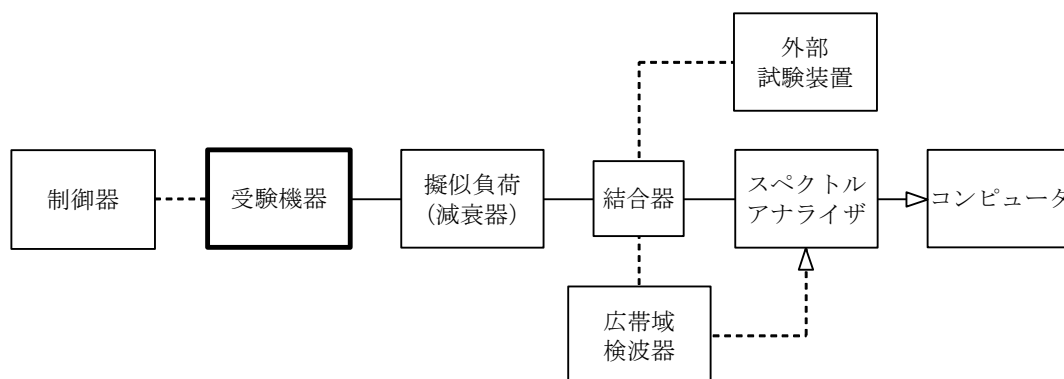 外部
試験装置
制御器
受験機器
擬似負荷
(減衰器)
結合器
スペクトル
アナライザ
コンピュータ
広帯域
検波器